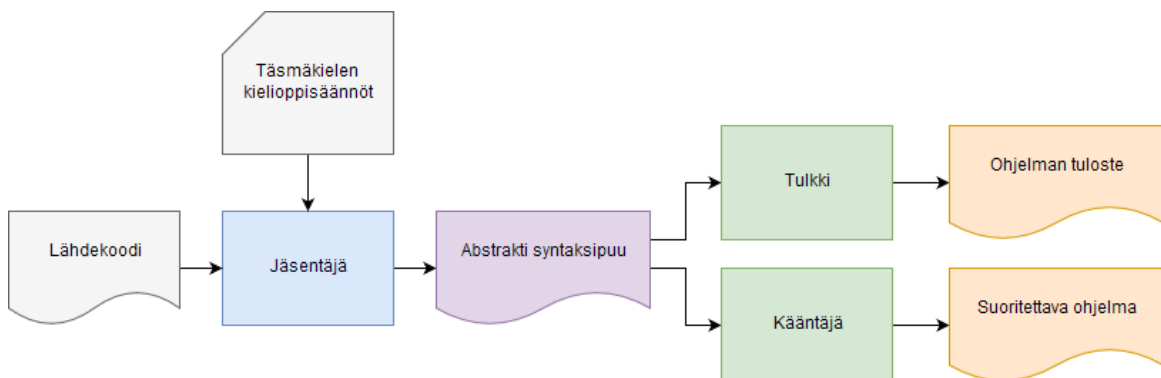 Täsmäkielen
kielioppisäännöt
Lähdekoodi
Jäsentäjä
Abstrakti syntaksipuu
Tulkki
Ohjelman tuloste
Kääntäjä
Suoritettava ohjelma